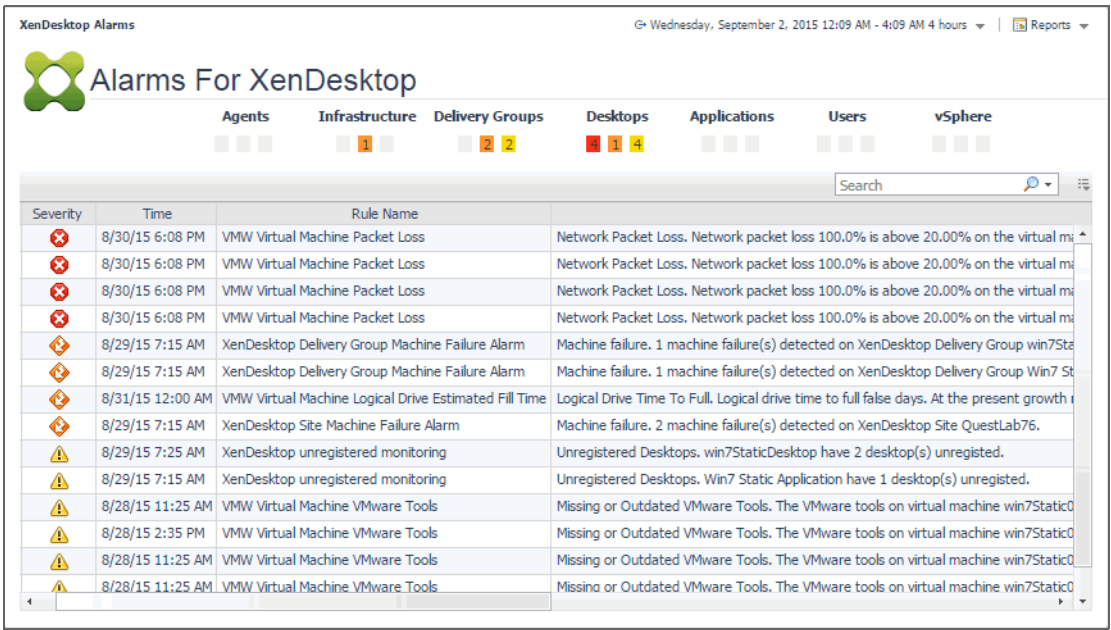 XenDesktop Alarms
Wednesday, September 2, 2015 12:09 AM - 4:09 AM 4 hours | Reports
Alarms For XenDesktop
Agents Infrastructure Delivery Groups Desktops Applications Users vSphere
1 2 2 4 1 4
Search
Severity Time Rule Name
8/30/15 6:08 PM VMW Virtual Machine Packet Loss Network Packet Loss. Network packet loss 100.0% is above 20.00% on the virtual ma
8/30/15 6:08 PM VMW Virtual Machine Packet Loss Network Packet Loss. Network packet loss 100.0% is above 20.00% on the virtual ma
8/30/15 6:08 PM VMW Virtual Machine Packet Loss Network Packet Loss. Network packet loss 100.0% is above 20.00% on the virtual ma
8/30/15 6:08 PM VMW Virtual Machine Packet Loss Network Packet Loss. Network packet loss 100.0% is above 20.00% on the virtual ma
8/29/15 7:15 AM XenDesktop Delivery Group Machine Failure Alarm Machine failure. 1 machine failure(s) detected on XenDesktop Delivery Group win7Sta
8/29/15 7:15 AM XenDesktop Delivery Group Machine Failure Alarm Machine failure. 1 machine failure(s) detected on XenDesktop Delivery Group Win7 St
8/31/15 12:00 AM VMW Virtual Machine Logical Drive Estimated Fill Time Logical Drive Time To Full. Logical drive time to full false days. At the present growth
8/29/15 7:15 AM XenDesktop Site Machine Failure Alarm Machine failure. 2 machine failure(s) detected on XenDesktop Site QuestLab76.
8/29/15 7:25 AM XenDesktop unregistered monitoring Unregistered Desktops. win7StaticDesktop have 2 desktop(s) unregisted.
8/29/15 7:15 AM XenDesktop unregistered monitoring Unregistered Desktops. Win7 Static Application have 1 desktop(s) unregisted.
8/28/15 11:25 AM VMW Virtual Machine VMware Tools Missing or Outdated VMware Tools. The VMware tools on virtual machine win7Static0
8/28/15 2:35 PM VMW Virtual Machine VMware Tools Missing or Outdated VMware Tools. The VMware tools on virtual machine win7Static0
8/28/15 11:25 AM VMW Virtual Machine VMware Tools Missing or Outdated VMware Tools. The VMware tools on virtual machine win7Static0
8/28/15 11:25 AM VMW Virtual Machine VMware Tools Missing or Outdated VMware Tools. The VMware tools on virtual machine win7Static0